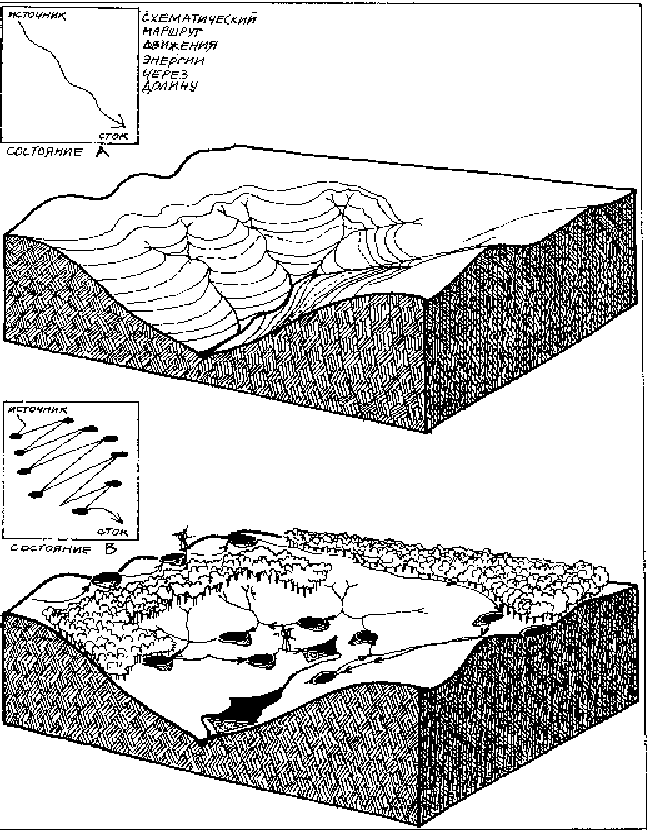 ИСТОЧНИК
СХЕМАТИЧЕСКИЙ
МАРШРУТ
ДВИЖЕНИЯ
ЭНЕРГИИ
ЧЕРЕЗ
ДОЛИНУ
СТОК
СОСТОЯНИЕ А
ИСТОЧНИК
СТОК
СОСТОЯНИЕ В